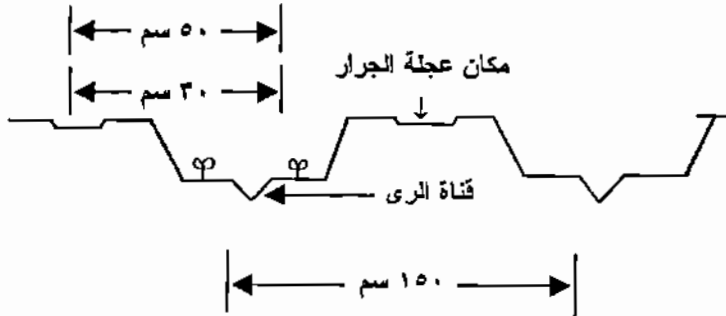 ٥٠ سم
٣٠ سم
مكان عجلة الجرار
قناة الرى
١٥٠ سم